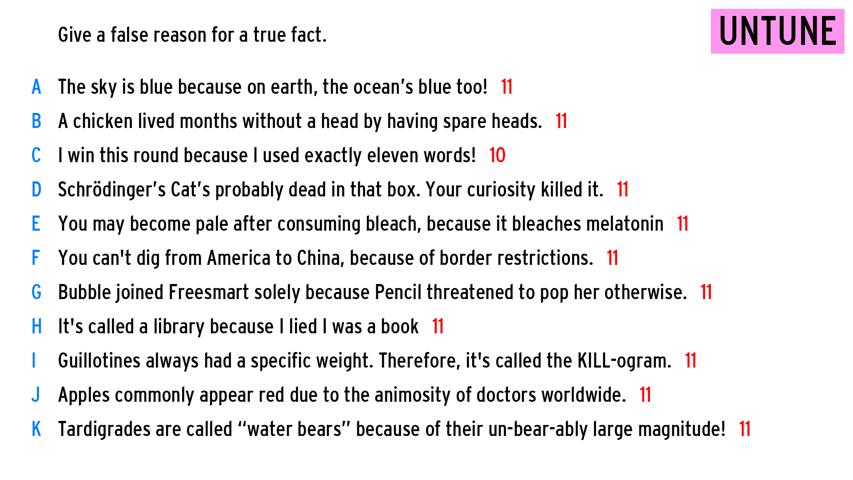 Give a false reason for a true fact.
UNTUNE
A The sky is blue because on earth, the ocean’s blue too! 11
B A chicken lived months without a head by having spare heads. 11
C I win this round because I used exactly eleven words! 10
D Schrödinger’s Cat’s probably dead in that box. Your curiosity killed it. 11
E You may become pale after consuming bleach, because it bleaches melatonin 11
F You can't dig from America to China, because of border restrictions. 11
G Bubble joined Freesmart solely because Pencil threatened to pop her otherwise. 11
H It's called a library because I lied I was a book 11
I Guillotines always had a specific weight. Therefore, it's called the KILL-ogram. 11
J Apples commonly appear red due to the animosity of doctors worldwide. 11
K Tardigrades are called “water bears” because of their un-bear-ably large magnitude! 11